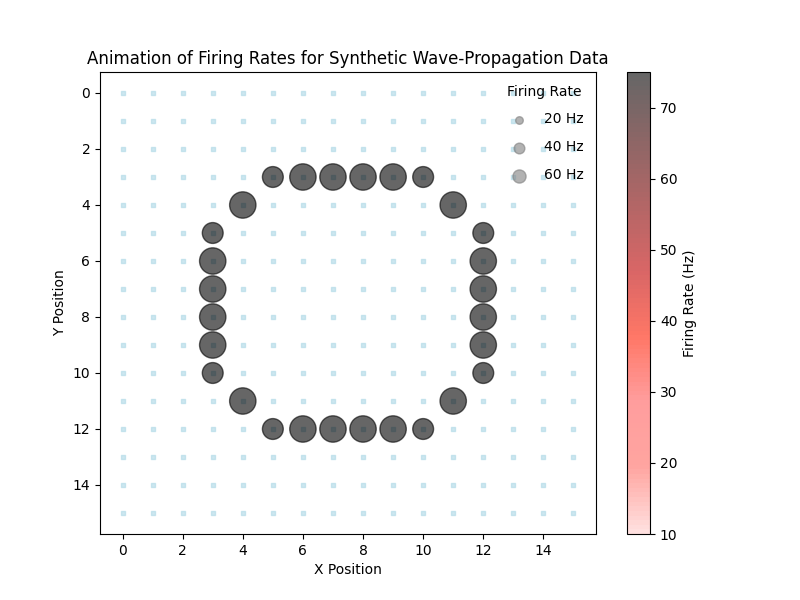 Animation of Firing Rates for Synthetic Wave-Propagation Data
Firing Rate
20 Hz
40 Hz
60 Hz
0
2
4
6
8
10
12
14
Y Position
0 2 4 6 8 10 12 14
X Position
70
60
50
40
30
20
10
Firing Rate (Hz)